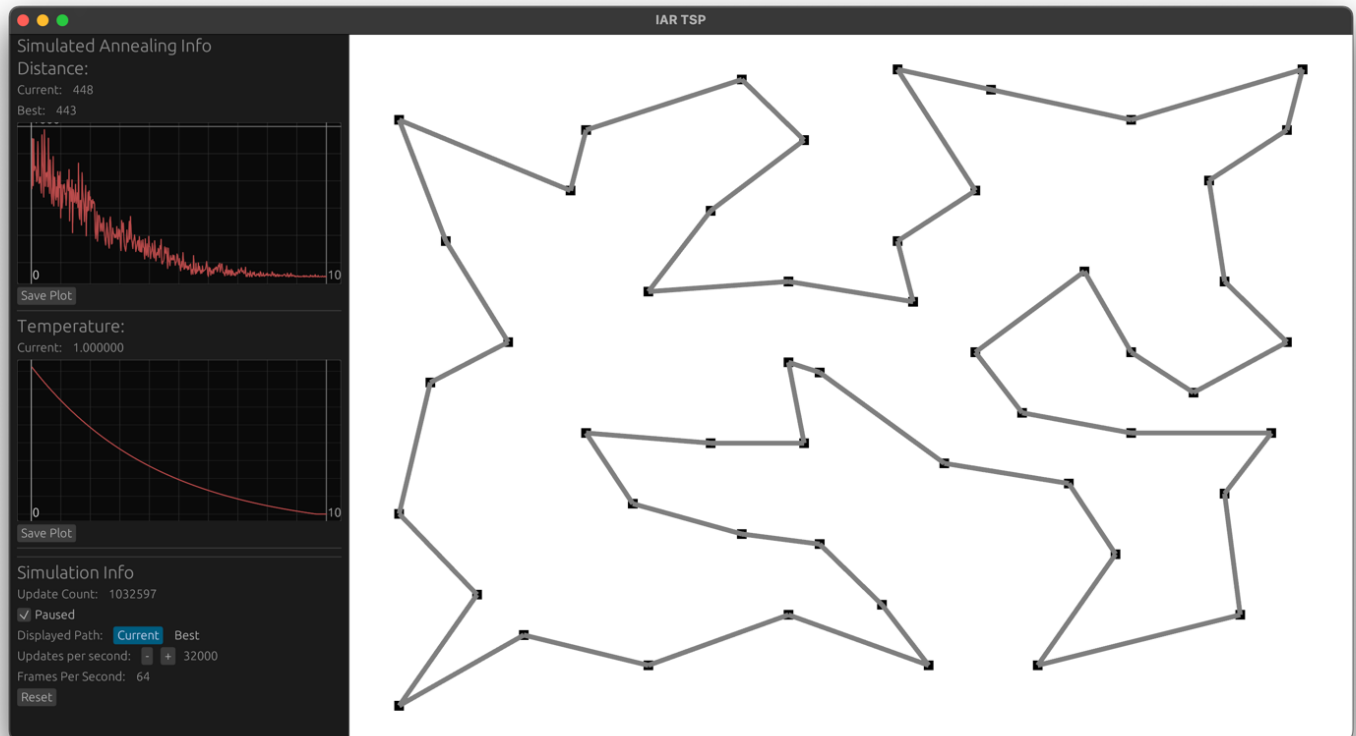 IAR TSP
Simulated Annealing Info
Distance:
Current: 448
Best: 443
0 10
Save Plot
Temperature:
Current: 1.000000
0 10
Save Plot
Simulation Info
Update Count: 1032597
Paused
Displayed Path: Current Best
Updates per second: - + 32000
Frames Per Second: 64
Reset